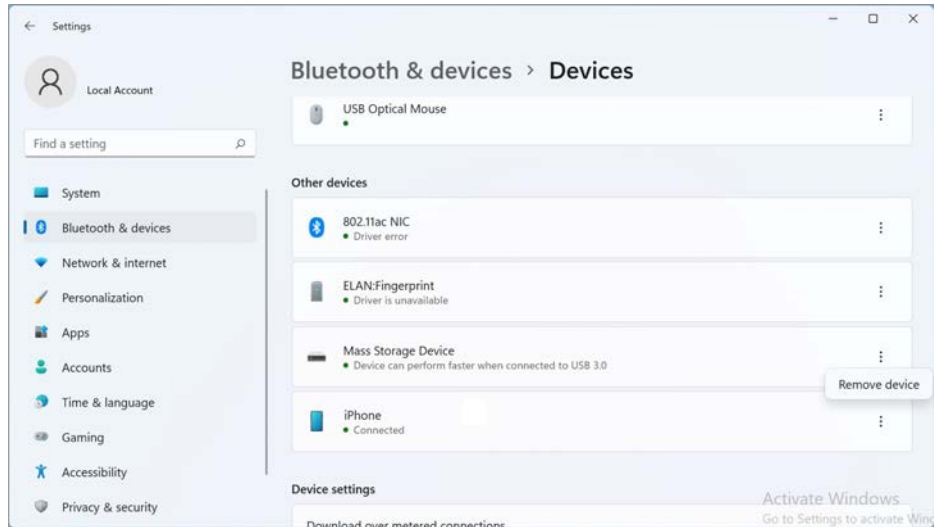 Settings
Local Account
Find a setting
System
Bluetooth & devices
Network & internet
Personalization
Apps
Accounts
Time & language
Gaming
Accessibility
Privacy & security
Bluetooth & devices > Devices
USB Optical Mouse
Other devices
802.11ac NIC
Driver error
ELAN:Fingerprint
Driver is unavailable
Mass Storage Device
Device can perform faster when connected to USB 3.0
Remove device
iPhone
Connected
Device settings
Download over metered connections
Activate Windows
Go to Settings to activate